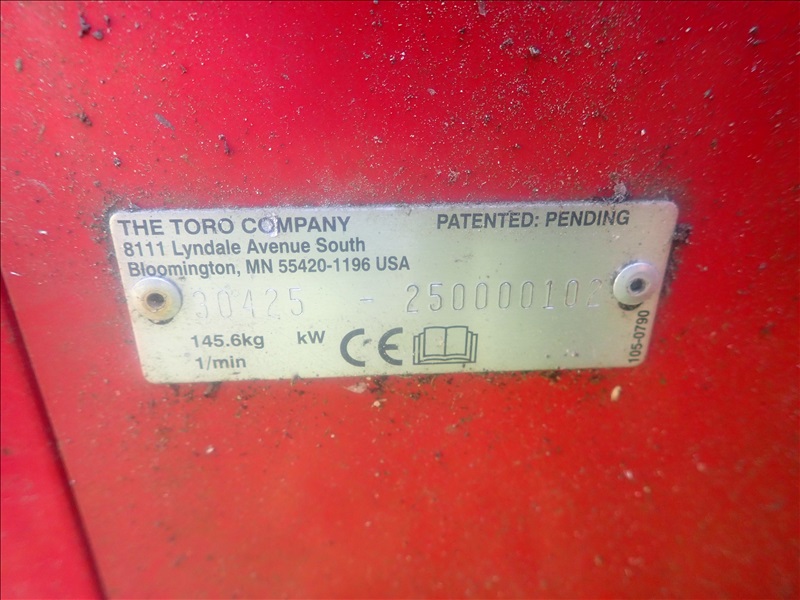 THE TORO COMPANY PATENTED: PENDING
8111 Lyndale Avenue South
Bloomington, MN 55420-1196 USA
30425 - 250000102
145.6kg kW CE
1/min
105-0790